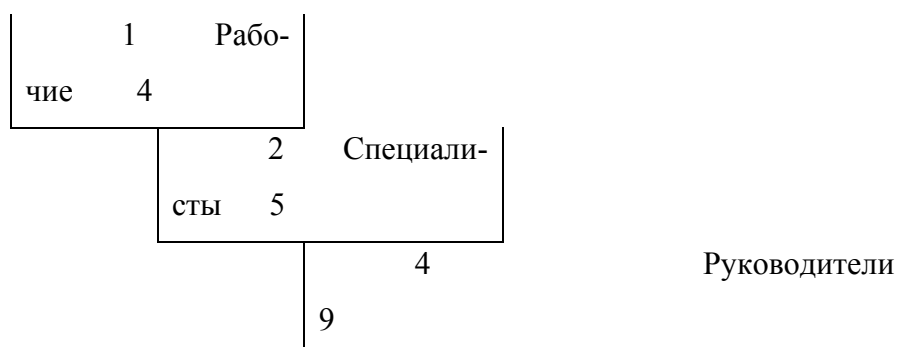 1 Рабо-
чие 4
2 Специали-
сты 5
4 Руководители
9